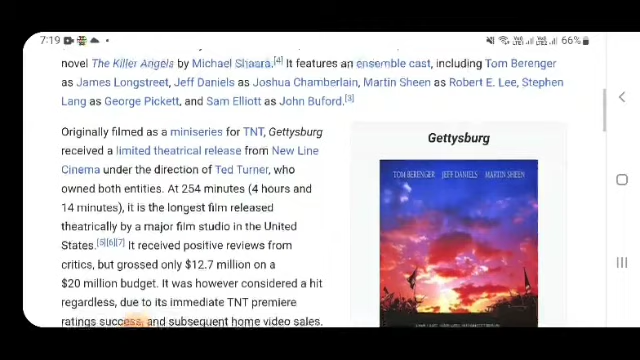 7:19 66%
novel The Killer Angels by Michael Shaara.[4] It features an ensemble cast, including Tom Berenger
as James Longstreet, Jeff Daniels as Joshua Chamberlain, Martin Sheen as Robert E. Lee, Stephen
Lang as George Pickett, and Sam Elliott as John Buford.[3]
Originally filmed as a miniseries for TNT, Gettysburg
received a limited theatrical release from New Line
Cinema under the direction of Ted Turner, who
owned both entities. At 254 minutes (4 hours and
14 minutes), it is the longest film released
theatrically by a major film studio in the United
States.[5][6][7] It received positive reviews from
critics, but grossed only $12.7 million on a
$20 million budget. It was however considered a hit
regardless, due to its immediate TNT premiere
ratings success, and subsequent home video sales.
Gettysburg
TOM BERENGER JEFF DANIELS MARTIN SHEEN